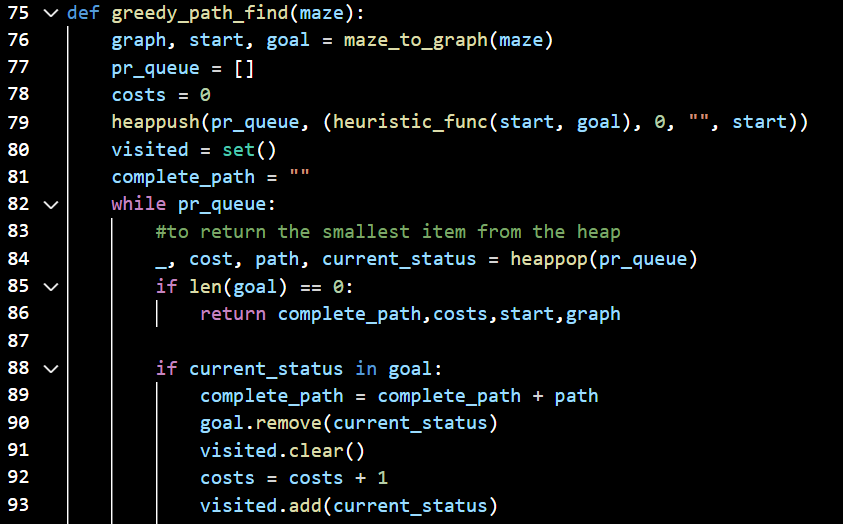 75 def greedy_path_find(maze):
76 graph, start, goal = maze_to_graph(maze)
77 pr_queue = []
78 costs = 0
79 heappush(pr_queue, (heuristic_func(start, goal), 0, "", start))
80 visited = set()
81 complete_path = ""
82 while pr_queue:
83 #to return the smallest item from the heap
84 _, cost, path, current_status = heappop(pr_queue)
85 if len(goal) == 0:
86 return complete_path,costs,start,graph
87
88 if current_status in goal:
89 complete_path = complete_path + path
90 goal.remove(current_status)
91 visited.clear()
92 costs = costs + 1
93 visited.add(current_status)